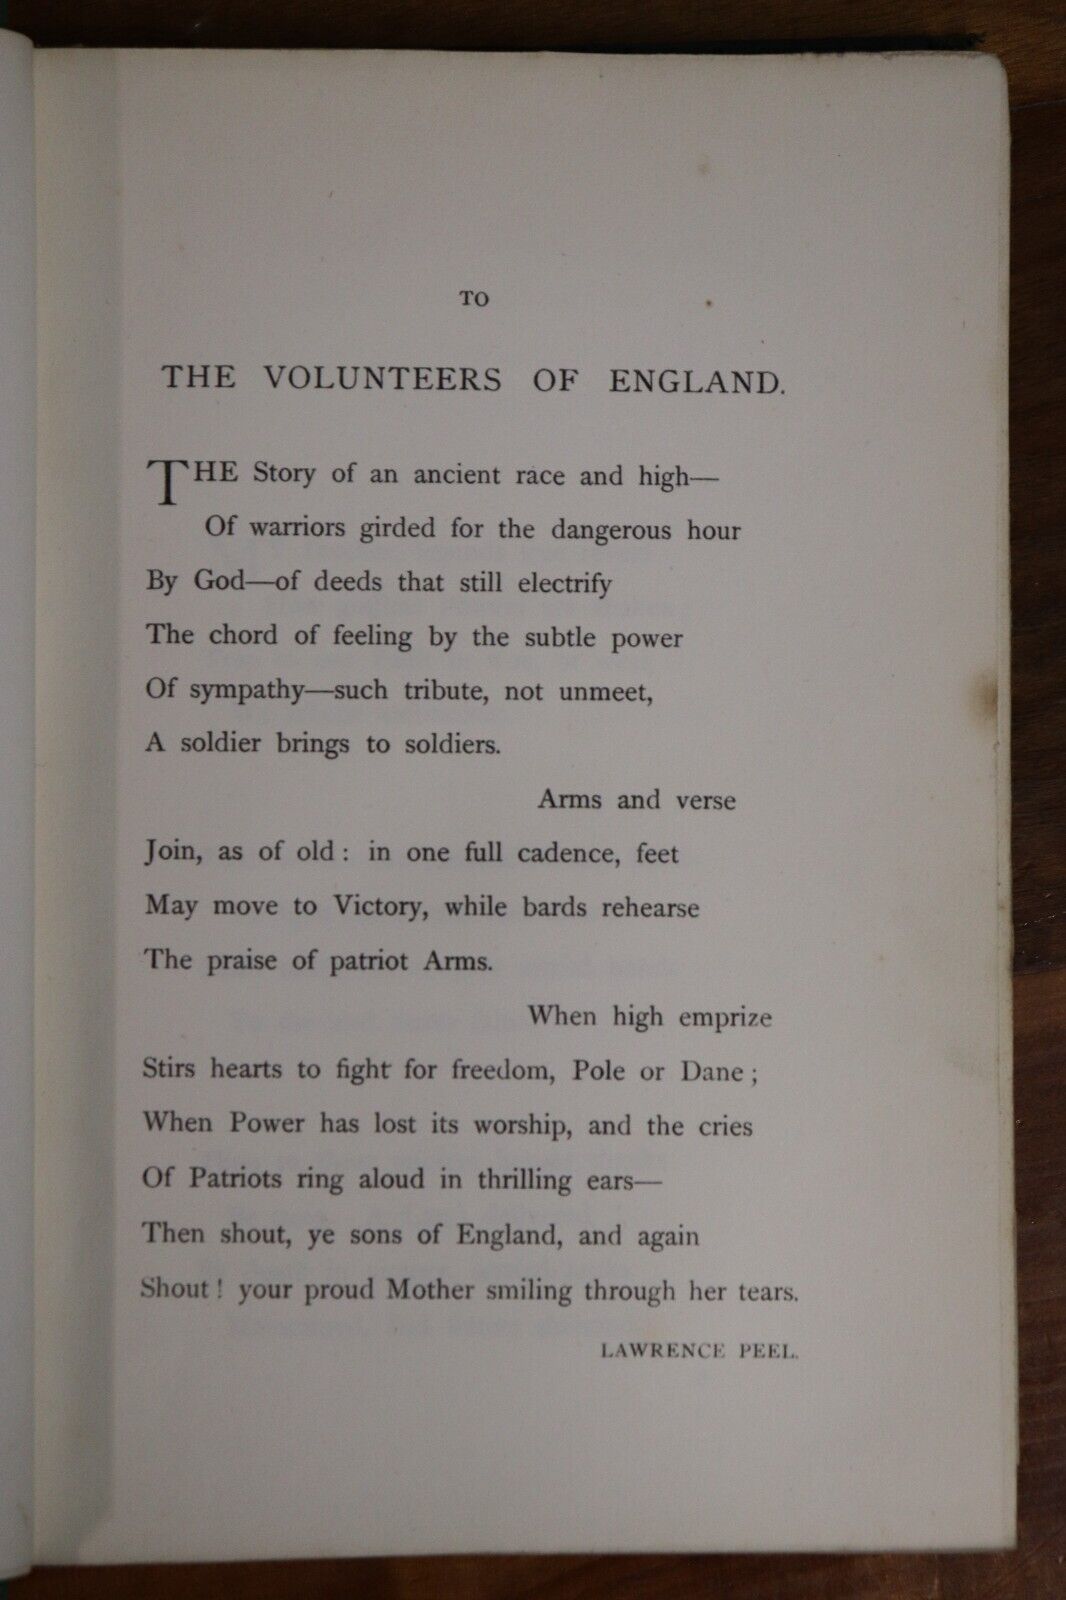 TO
THE VOLUNTEERS OF ENGLAND.
THE Story of an ancient race and high—
Of warriors girded for the dangerous hour
By God—of deeds that still electrify
The chord of feeling by the subtle power
Of sympathy—such tribute, not unmeet,
A soldier brings to soldiers.
Arms and verse
Join, as of old: in one full cadence, feet
May move to Victory, while bards rehearse
The praise of patriot Arms.
When high emprize
Stirs hearts to fight for freedom, Pole or Dane;
When Power has lost its worship, and the cries
Of Patriots ring aloud in thrilling ears—
Then shout, ye sons of England, and again
Shout! your proud Mother smiling through her tears.
LAWRENCE PEEL.